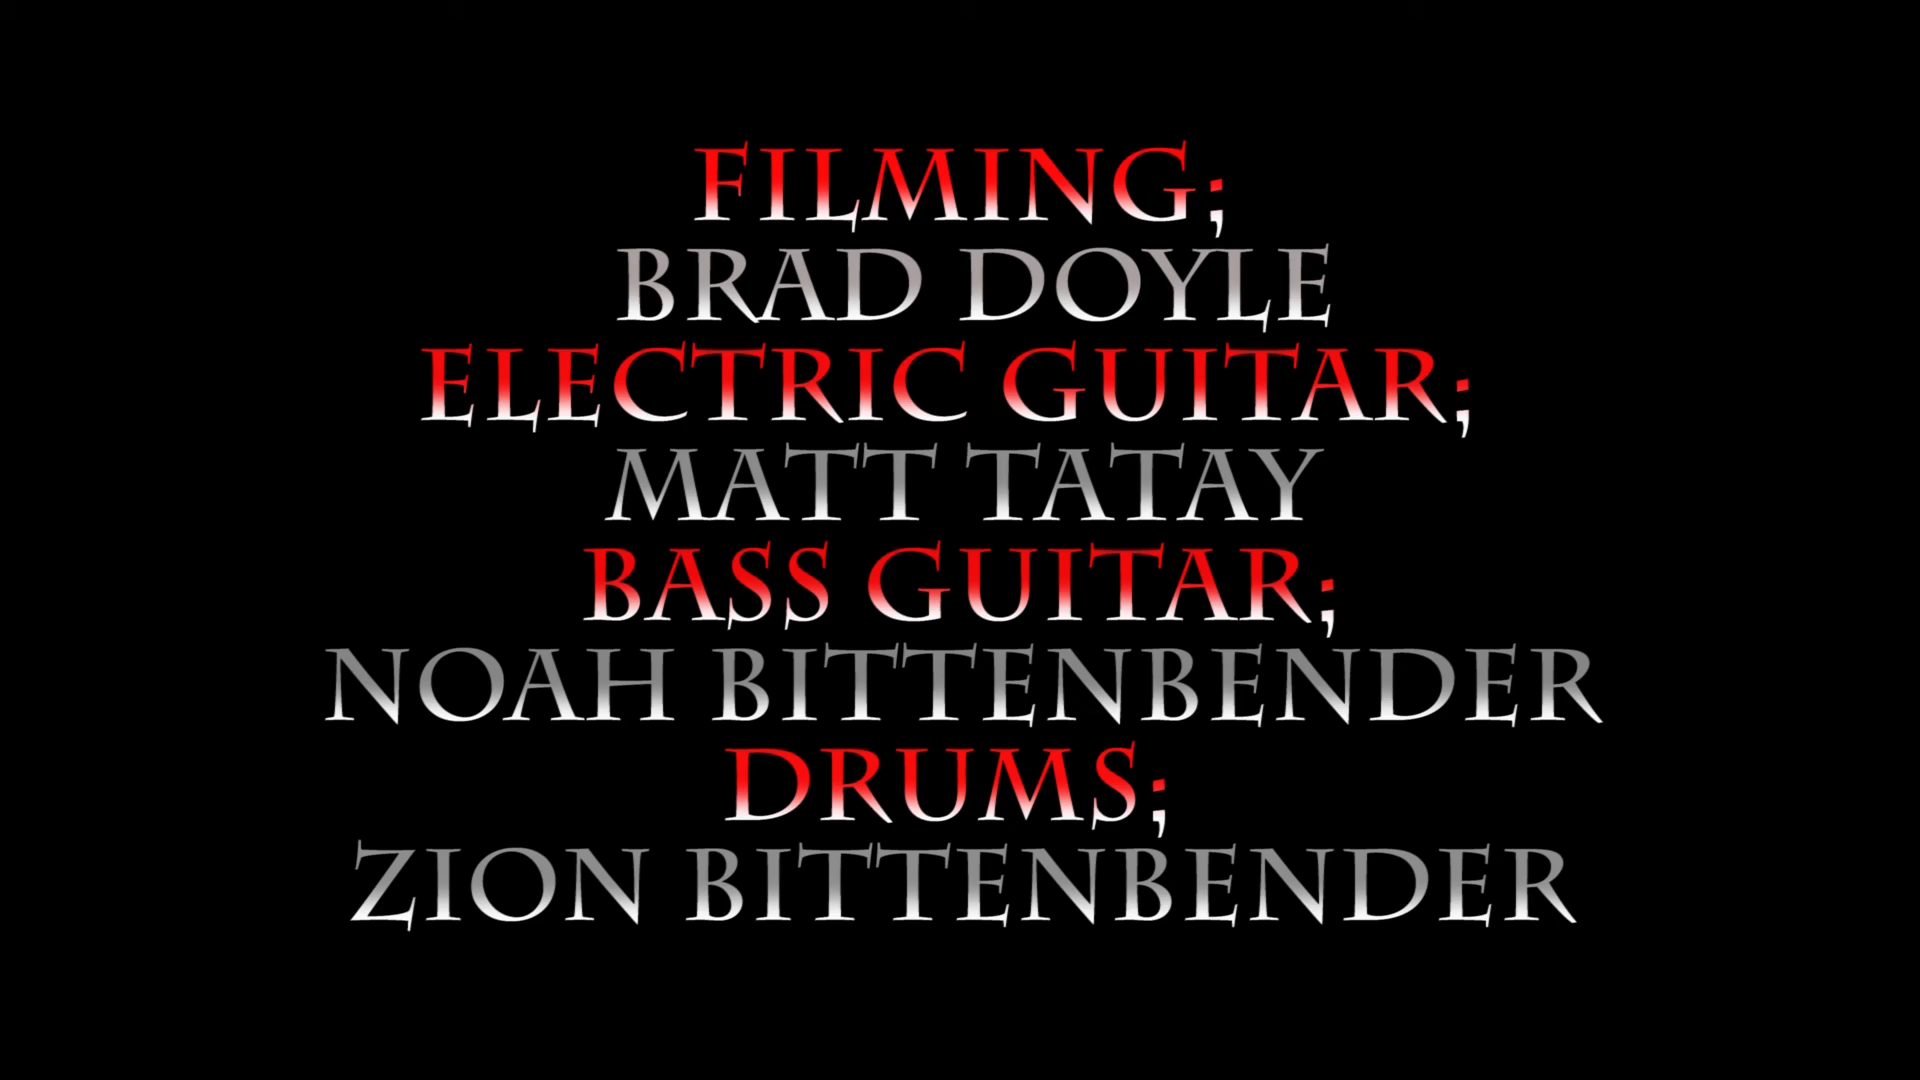 FILMING;
BRAD DOYLE
ELECTRIC GUITAR;
MATT TATAY
BASS GUITAR;
NOAH BITTENBENDER
DRUMS;
ZION BITTENBENDER